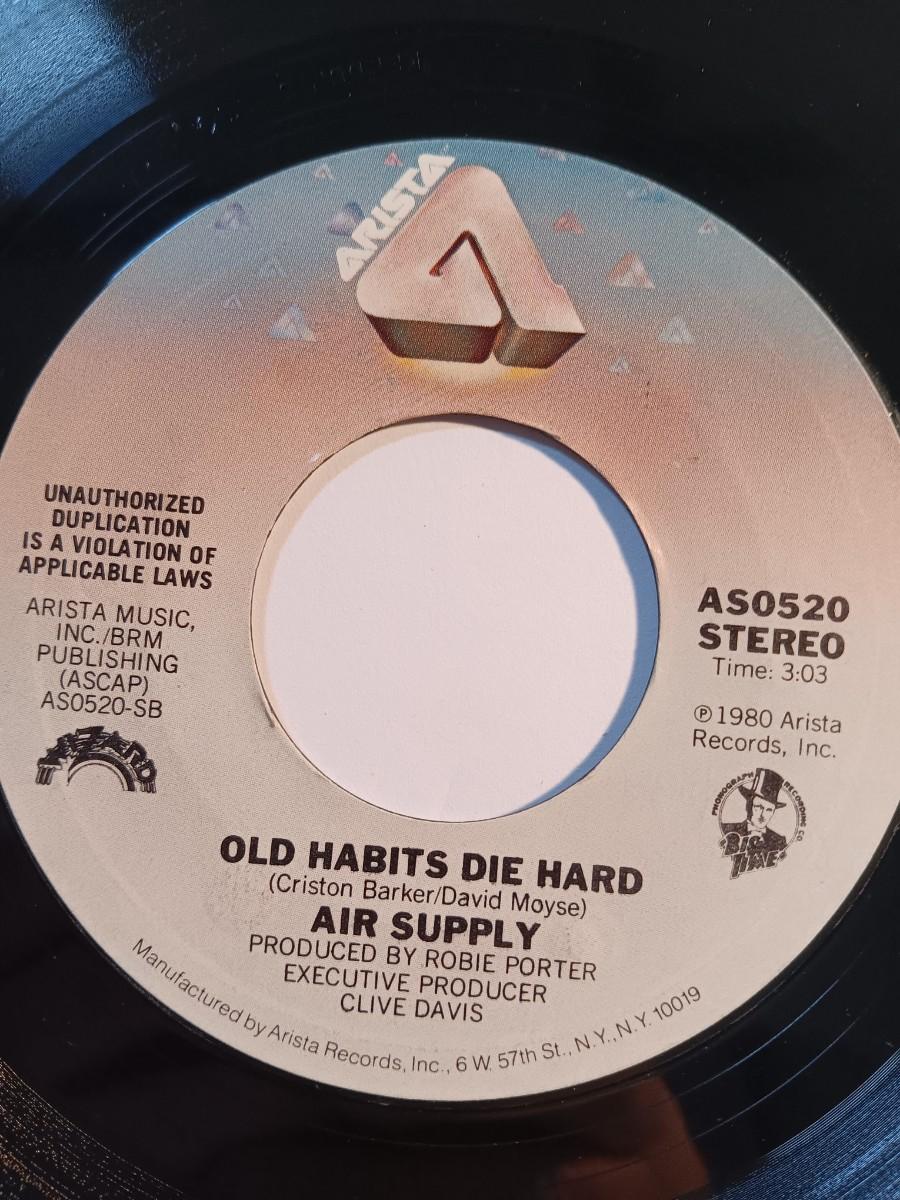 ARISTA
UNAUTHORIZED
DUPLICATION
IS A VIOLATION OF
APPLICABLE LAWS
ARISTA MUSIC,
INC./BRM
PUBLISHING
(ASCAP)
AS0520-SB
WIZARD
AS0520
STEREO
Time: 3:03
℗1980 Arista
Records, Inc.
PHONOGRAPH RECORDING CO
BIG
TIME
OLD HABITS DIE HARD
(Criston Barker/David Moyse)
AIR SUPPLY
PRODUCED BY ROBIE PORTER
EXECUTIVE PRODUCER
CLIVE DAVIS
Manufactured by Arista Records, Inc., 6 W. 57th St., N.Y., N.Y. 10019